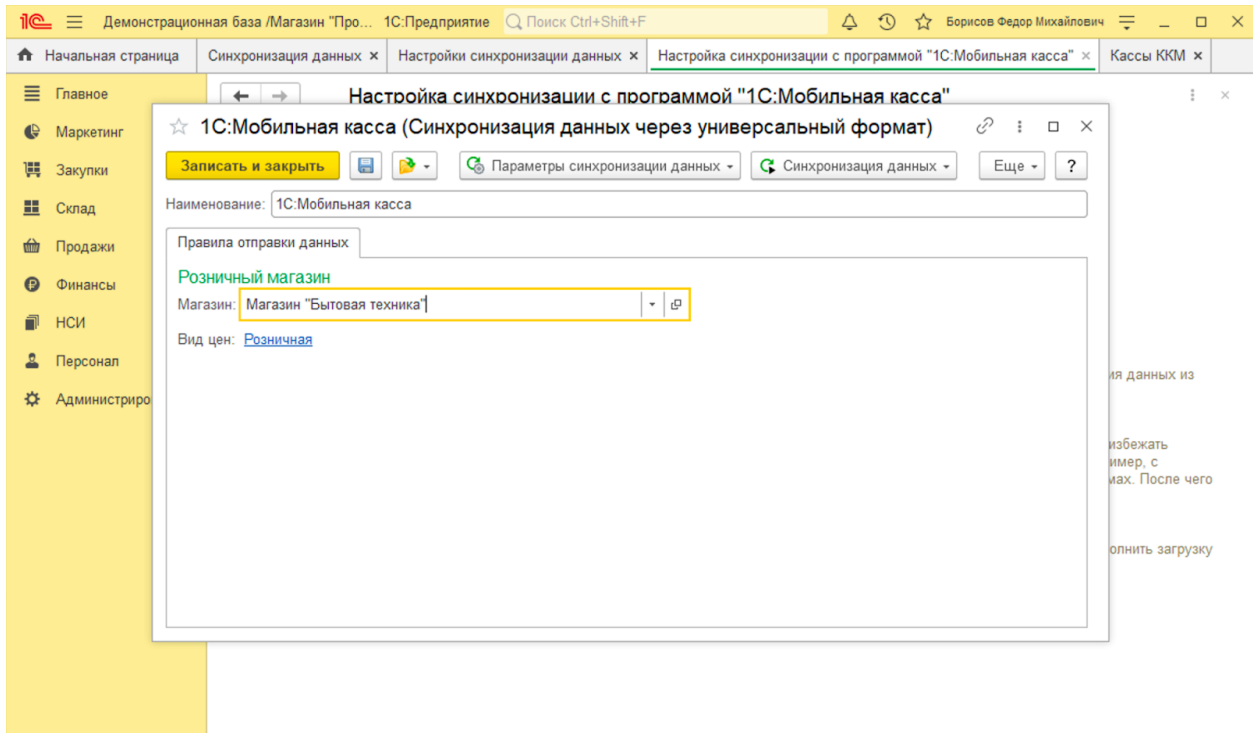 Демонстрационная база /Магазин "Про... 1С:Предприятие Поиск Ctrl+Shift+F Борисов Федор Михайлович
Начальная страница Синхронизация данных Настройки синхронизации данных Настройка синхронизации с программой "1С:Мобильная касса" Кассы ККМ
Главное
Маркетинг
Закупки
Склад
Продажи
Финансы
НСИ
Персонал
Администриро
Настройка синхронизации с программой "1С:Мобильная касса"
1С:Мобильная касса (Синхронизация данных через универсальный формат)
Записать и закрыть Параметры синхронизации данных Синхронизация данных Еще ?
Наименование: 1С:Мобильная касса
Правила отправки данных
Розничный магазин
Магазин: Магазин "Бытовая техника"
Вид цен: Розничная
ия данных из
избежать
имер, с
мах. После чего
олнить загрузку